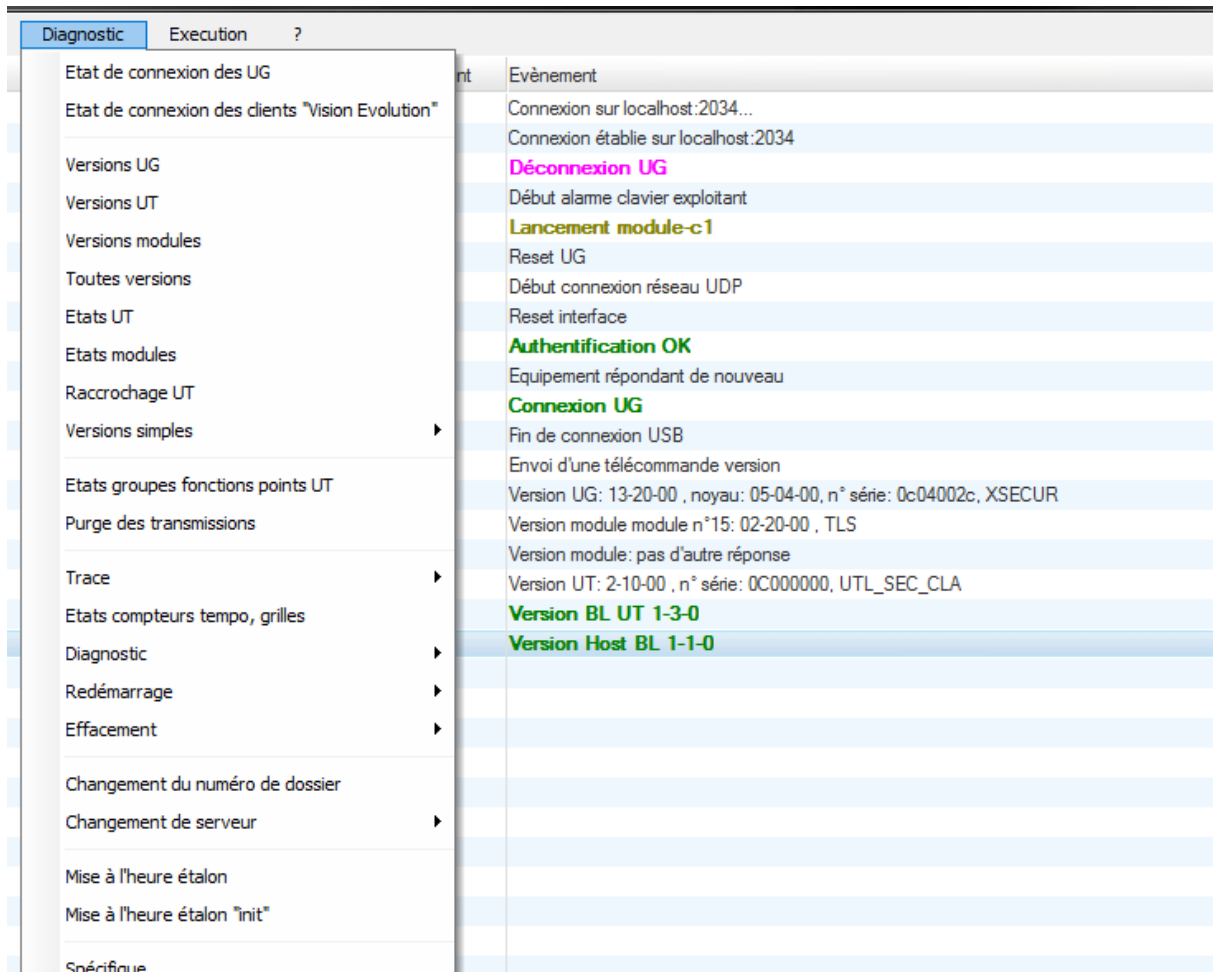 Diagnostic Execution ?
Etat de connexion des UG
Etat de connexion des clients "Vision Evolution"
Versions UG
Versions UT
Versions modules
Toutes versions
Etats UT
Etats modules
Raccrochage UT
Versions simples
Etats groupes fonctions points UT
Purge des transmissions
Trace
Etats compteurs tempo, grilles
Diagnostic
Redémarrage
Effacement
Changement du numéro de dossier
Changement de serveur
Mise à l'heure étalon
Mise à l'heure étalon "init"
Spécifique
nt Evènement
Connexion sur localhost:2034...
Connexion établie sur localhost:2034
Déconnexion UG
Début alarme clavier exploitant
Lancement module-c1
Reset UG
Début connexion réseau UDP
Reset interface
Authentification OK
Equipement répondant de nouveau
Connexion UG
Fin de connexion USB
Envoi d'une télécommande version
Version UG: 13-20-00 , noyau: 05-04-00, n° série: 0c04002c, XSECUR
Version module module n°15: 02-20-00 , TLS
Version module: pas d'autre réponse
Version UT: 2-10-00 , n° série: 0C000000, UTL_SEC_CLA
Version BL UT 1-3-0
Version Host BL 1-1-0